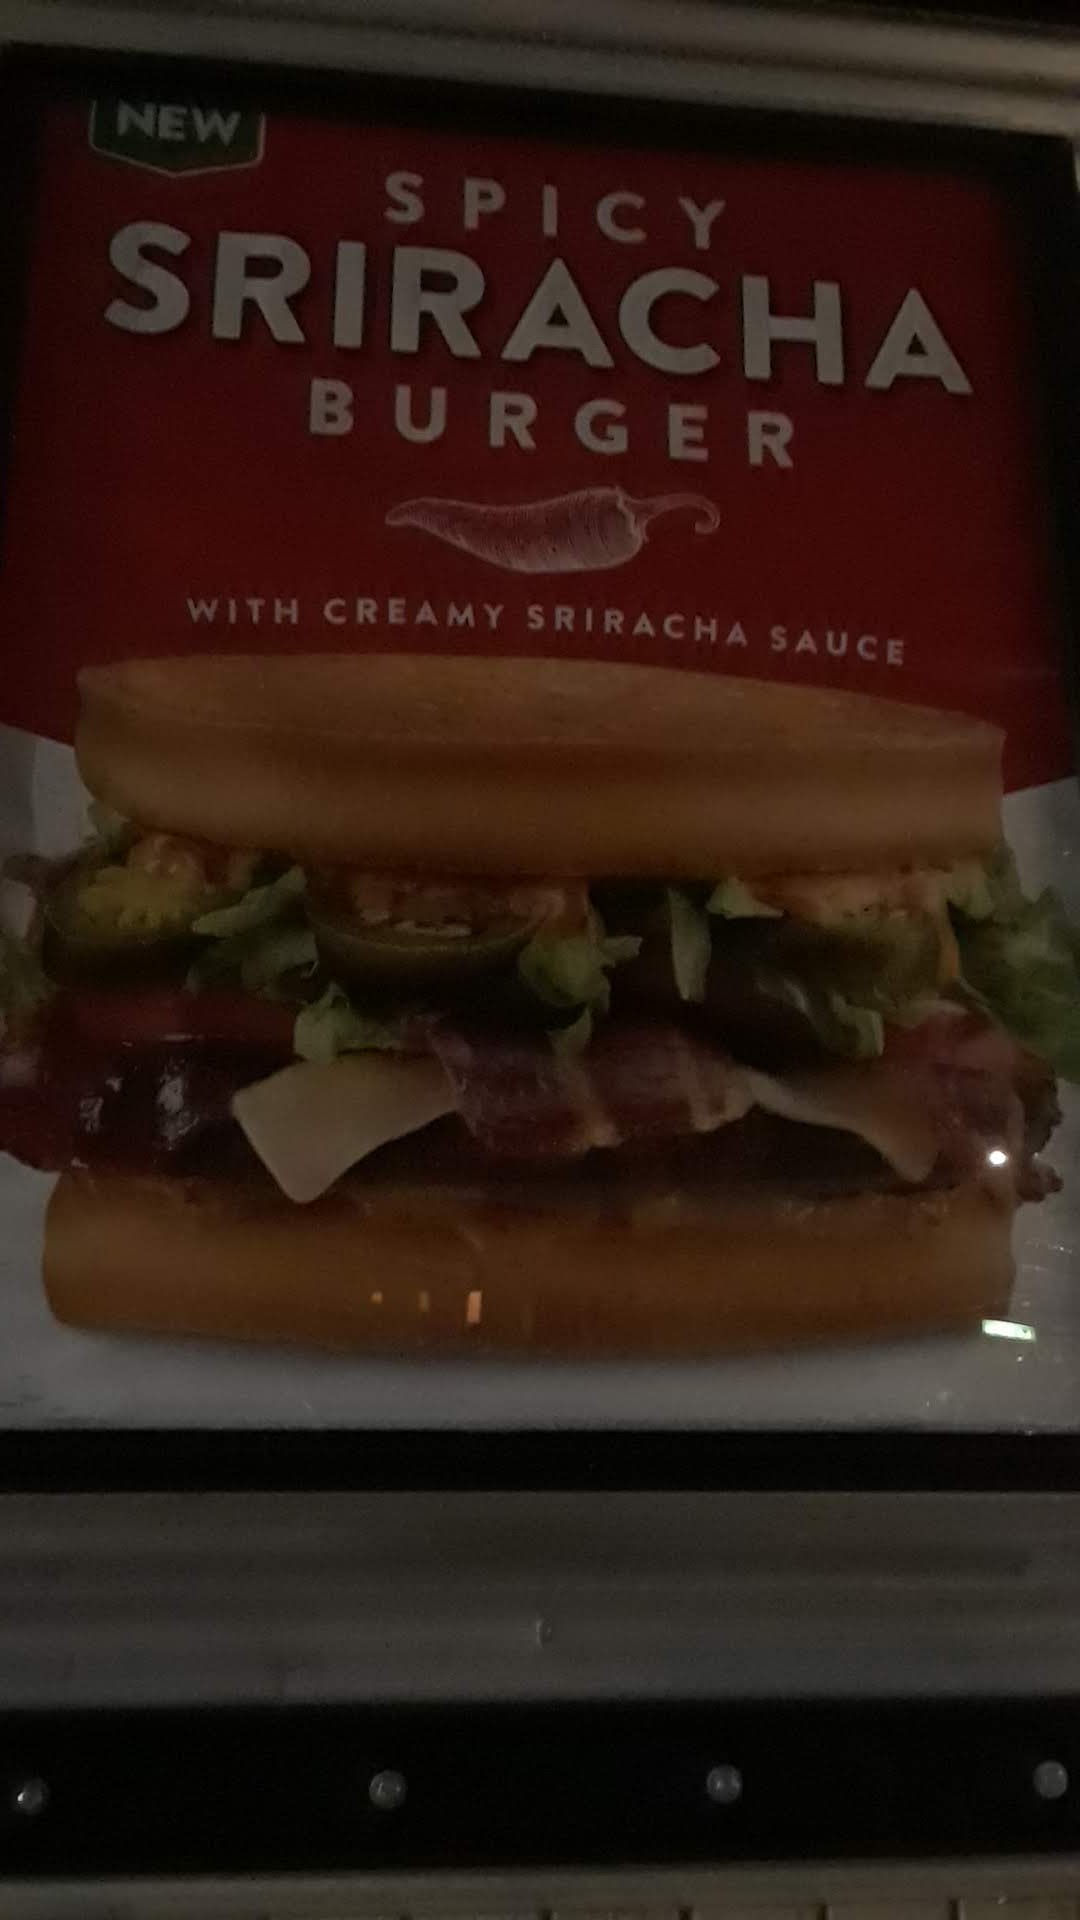 NEW
SPICY
SRIRACHA
BURGER
WITH CREAMY SRIRACHA SAUCE